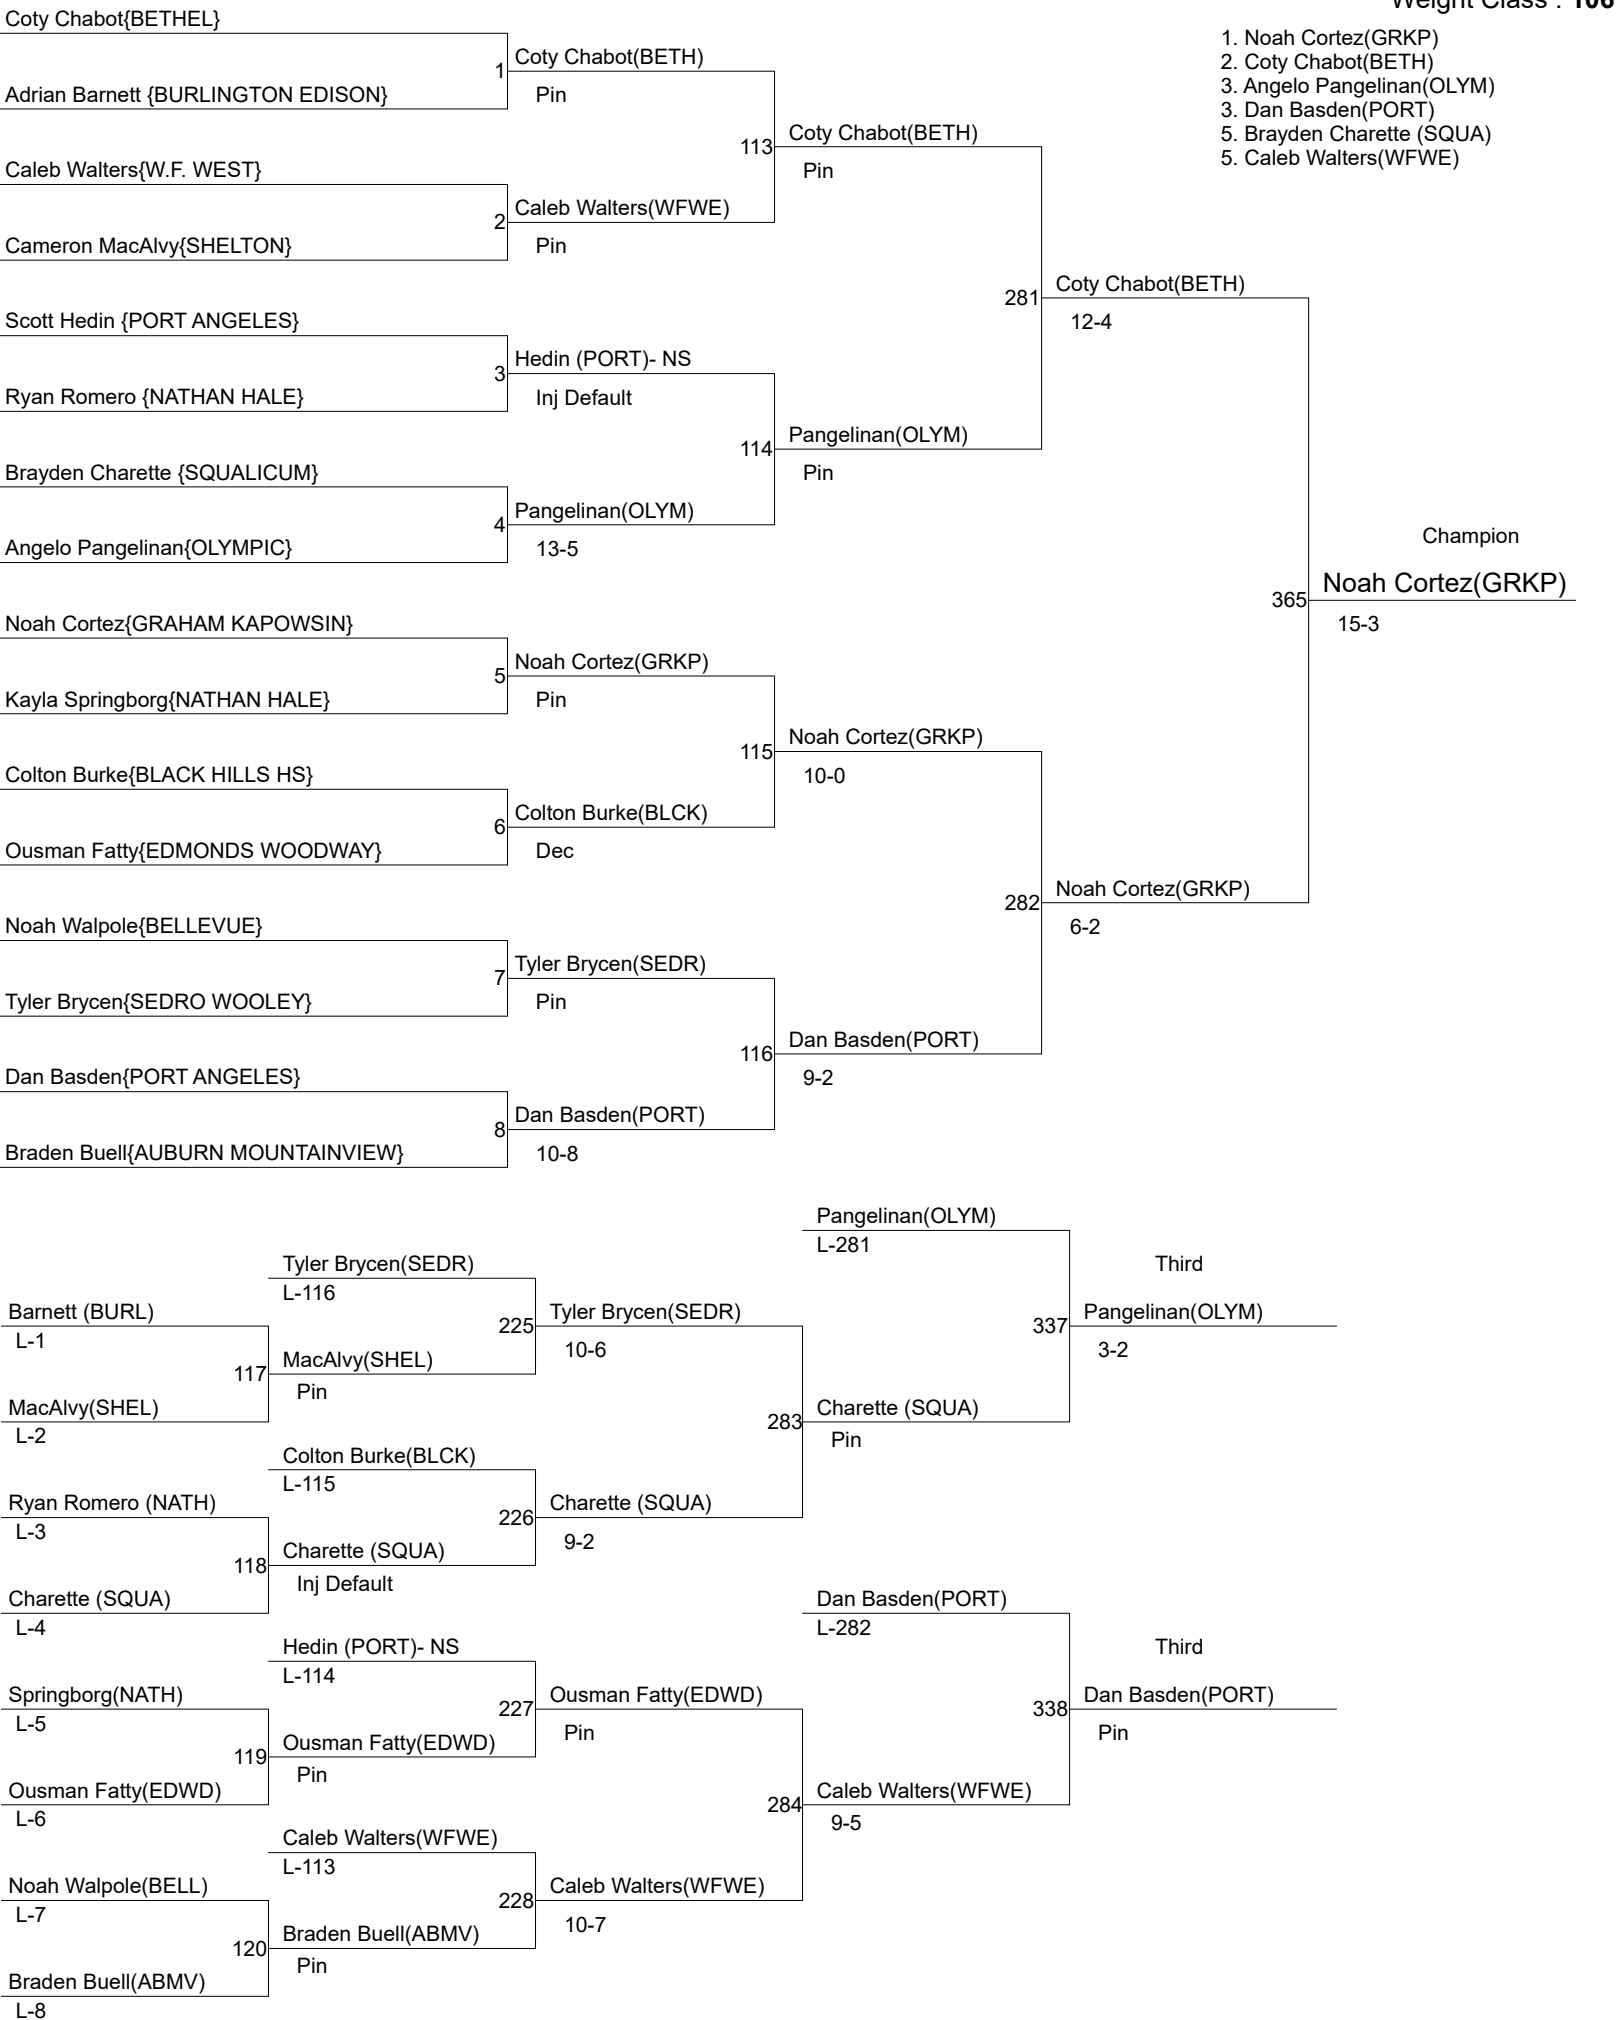 Weight Class : 106
1. Noah Cortez(GRKP)
2. Coty Chabot(BETH)
3. Angelo Pangelinan(OLYM)
3. Dan Basden(PORT)
5. Brayden Charette (SQUA)
5. Caleb Walters(WFWE)
Coty Chabot{BETHEL}
1
Coty Chabot(BETH)
Pin
Adrian Barnett {BURLINGTON EDISON}
113
Coty Chabot(BETH)
Pin
Caleb Walters{W.F. WEST}
2
Caleb Walters(WFWE)
Pin
Cameron MacAlvy{SHELTON}
281
Coty Chabot(BETH)
12-4
Scott Hedin {PORT ANGELES}
3
Hedin (PORT)- NS
Inj Default
Ryan Romero {NATHAN HALE}
114
Pangelinan(OLYM)
Pin
Brayden Charette {SQUALICUM}
4
Pangelinan(OLYM)
13-5
Angelo Pangelinan{OLYMPIC}
Champion
365
Noah Cortez(GRKP)
15-3
Noah Cortez{GRAHAM KAPOWSIN}
5
Noah Cortez(GRKP)
Pin
Kayla Springborg{NATHAN HALE}
115
Noah Cortez(GRKP)
10-0
Colton Burke{BLACK HILLS HS}
6
Colton Burke(BLCK)
Dec
Ousman Fatty{EDMONDS WOODWAY}
282
Noah Cortez(GRKP)
6-2
Noah Walpole{BELLEVUE}
7
Tyler Brycen(SEDR)
Pin
Tyler Brycen{SEDRO WOOLEY}
116
Dan Basden(PORT)
9-2
Dan Basden{PORT ANGELES}
8
Dan Basden(PORT)
10-8
Braden Buell{AUBURN MOUNTAINVIEW}
Pangelinan(OLYM)
L-281
Tyler Brycen(SEDR)
L-116
Third
Barnett (BURL)
L-1
225
Tyler Brycen(SEDR)
10-6
337
Pangelinan(OLYM)
3-2
117
MacAlvy(SHEL)
Pin
MacAlvy(SHEL)
L-2
283
Charette (SQUA)
Pin
Colton Burke(BLCK)
L-115
Ryan Romero (NATH)
L-3
226
Charette (SQUA)
9-2
118
Charette (SQUA)
Inj Default
Charette (SQUA)
L-4
Dan Basden(PORT)
L-282
Hedin (PORT)- NS
L-114
Third
Springborg(NATH)
L-5
227
Ousman Fatty(EDWD)
Pin
338
Dan Basden(PORT)
Pin
119
Ousman Fatty(EDWD)
Pin
Ousman Fatty(EDWD)
L-6
284
Caleb Walters(WFWE)
9-5
Caleb Walters(WFWE)
L-113
Noah Walpole(BELL)
L-7
228
Caleb Walters(WFWE)
10-7
120
Braden Buell(ABMV)
Pin
Braden Buell(ABMV)
L-8